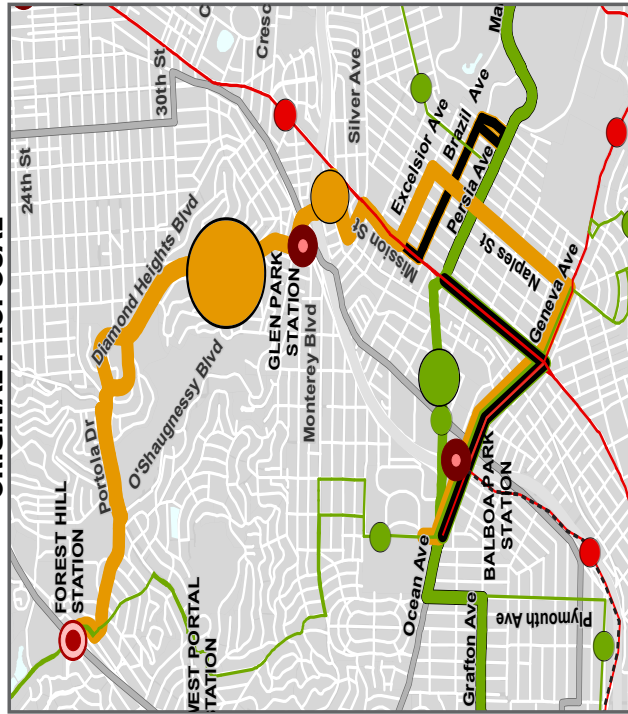 24th St
30th St
Cresc
Silver Ave
Ma
Excelsior Ave
Brazil Ave
Persia Ave
Mission St
Naples St
Geneva Ave
Diamond Heights Blvd
GLEN PARK
STATION
O'Shaugnessy Blvd
Monterey Blvd
Portola Dr
FOREST HILL
STATION
BALBOA PARK
STATION
Ocean Ave
Plymouth Ave
Grafton Ave
WEST PORTAL
STATION